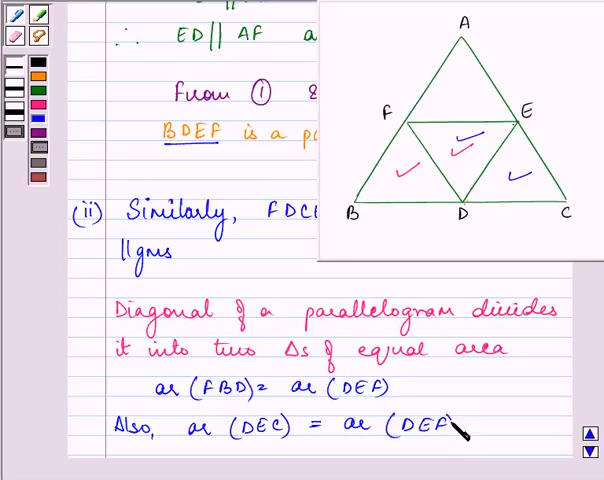 ∴ ED || AF a
From ①
BDEF is a
(ii) Similarly, FDCE
||gms
Diagonal of a parallelogram divides
it into two Δs of equal area
ar (FBD) = ar (DEF)
Also, ar (DEC) = ar (DEF)
A
F E
B D C